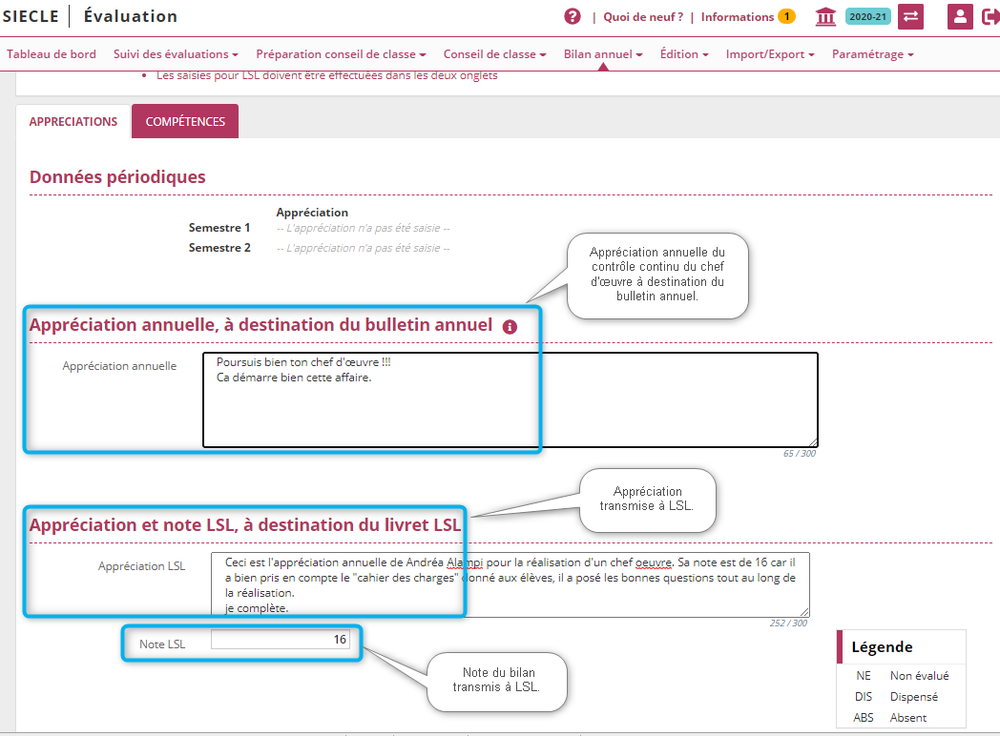 SIECLE Évaluation ? | Quoi de neuf ? | Informations 1 2020-21
Tableau de bord Suivi des évaluations Préparation conseil de classe Conseil de classe Bilan annuel Édition Import/Export Paramétrage
• Les saisies pour LSL doivent être effectuées dans les deux onglets
APPRECIATIONS COMPÉTENCES
Données périodiques
Appréciation
Semestre 1 -- L'appréciation n'a pas été saisie --
Semestre 2 -- L'appréciation n'a pas été saisie --
Appréciation annuelle du
contrôle continu du chef
d'œuvre à destination du
bulletin annuel.
Appréciation annuelle, à destination du bulletin annuel i
Appréciation annuelle
Poursuis bien ton chef d'œuvre !!!
Ca démarre bien cette affaire.
65 / 300
Appréciation
transmise à LSL.
Appréciation et note LSL, à destination du livret LSL
Appréciation LSL
Ceci est l'appréciation annuelle de Andréa Alampi pour la réalisation d'un chef oeuvre. Sa note est de 16 car il
a bien pris en compte le "cahier des charges" donné aux élèves, il a posé les bonnes questions tout au long de
la réalisation.
je complète.
252 / 300
Note LSL 16
Note du bilan
transmis à LSL.
Légende
NE Non évalué
DIS Dispensé
ABS Absent